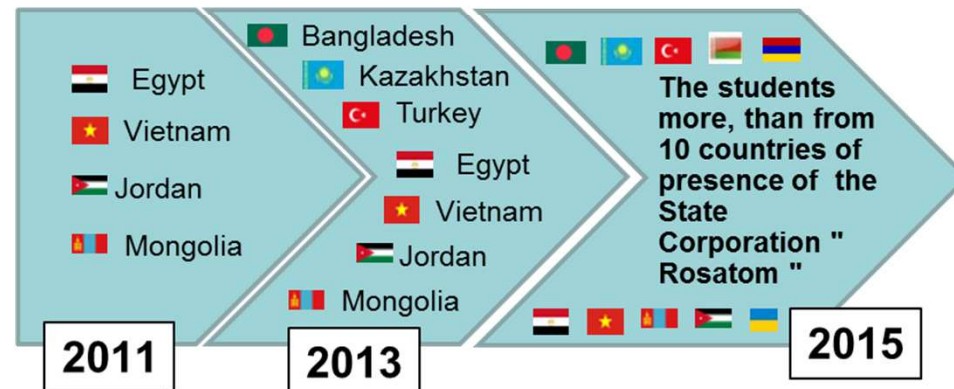 Egypt
Vietnam
Jordan
Mongolia
2011
Bangladesh
Kazakhstan
Turkey
Egypt
Vietnam
Jordan
Mongolia
2013
The students
more, than from
10 countries of
presence of the
State
Corporation "
Rosatom "
2015